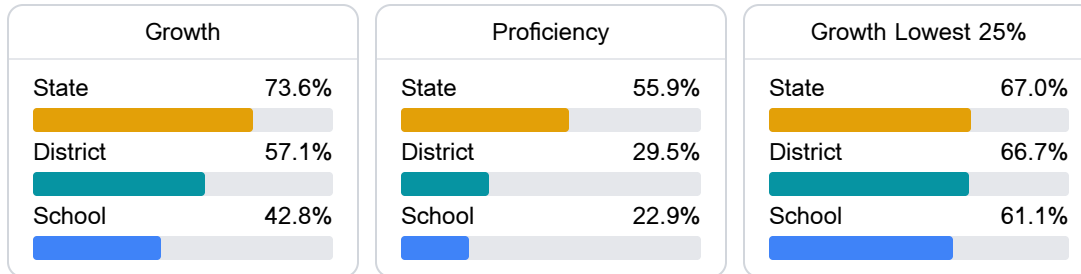 Growth
State 73.6%
District 57.1%
School 42.8%
Proficiency
State 55.9%
District 29.5%
School 22.9%
Growth Lowest 25%
State 67.0%
District 66.7%
School 61.1%